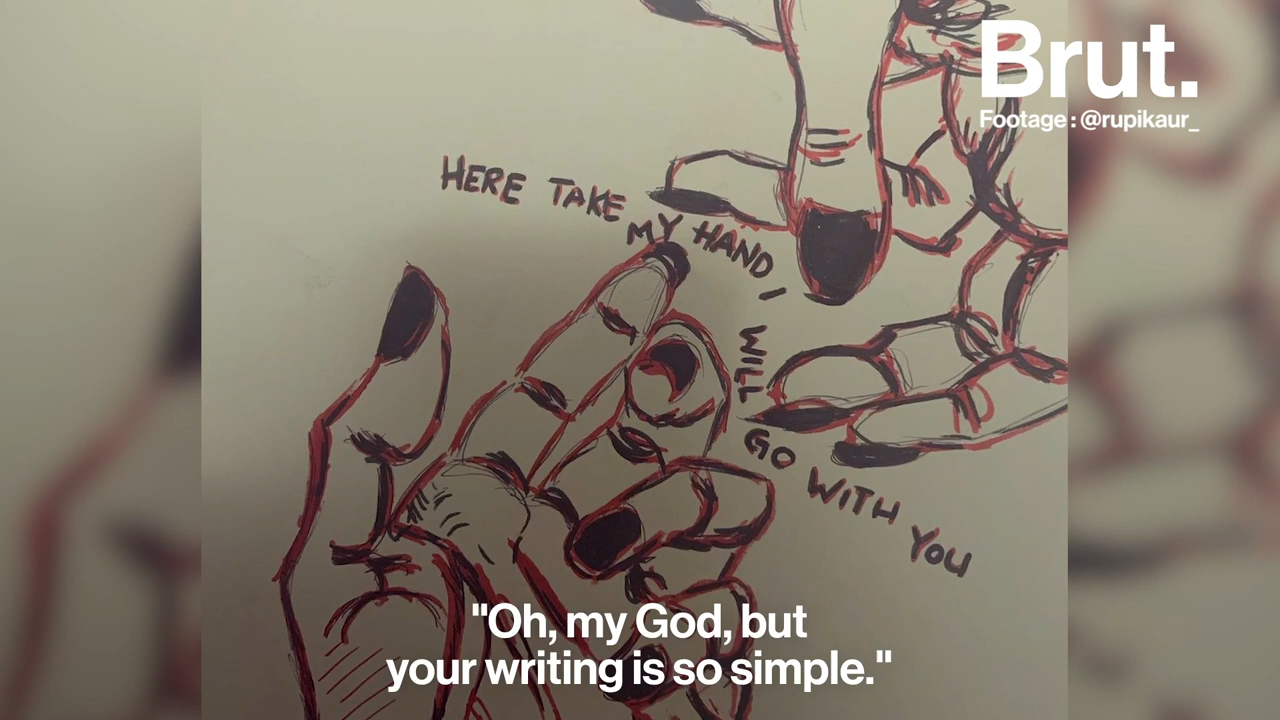 Brut.
Footage : @rupikaur_
HERE TAKE MY HAND
I WILL
GO WITH YOU
"Oh, my God, but
your writing is so simple."